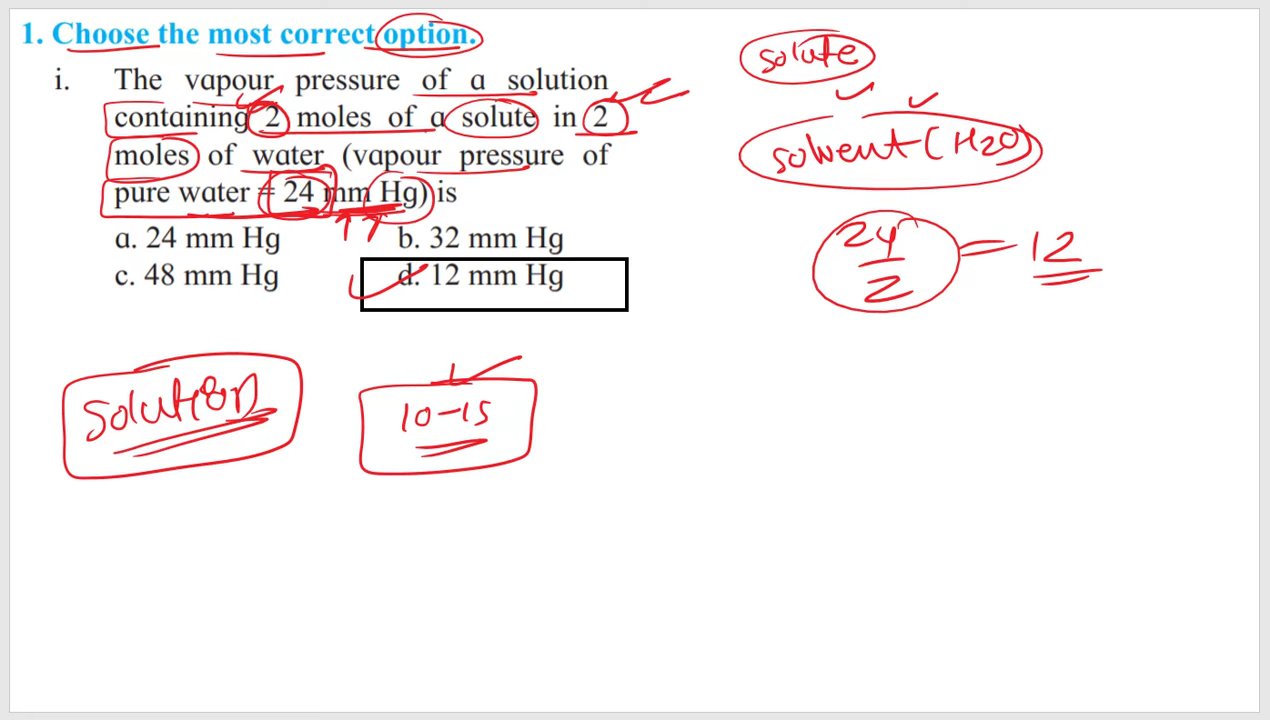 1. Choose the most correct option.
i. The vapour pressure of a solution
containing 2 moles of a solute in 2
moles of water (vapour pressure of
pure water = 24 mm Hg) is
a. 24 mm Hg b. 32 mm Hg
c. 48 mm Hg d. 12 mm Hg
solute
solvent (H2O)
24/2 = 12
solution
10-15